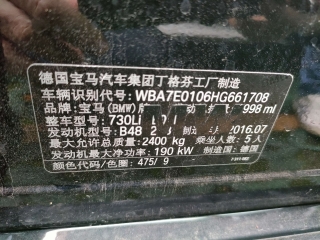 德国宝马汽车集团丁格芬工厂制造
车辆识别代号: WBA7E0106HG661708
品牌: 宝马(BMW) 998 ml
整车型号: 730Li
发动机型号: B48 2016.07
最大允许总质量: 2400 kg 乘坐人数: 5人
发动机最大净功率: 190 kW 制造国: 德国
颜色代码/色圈: 475/ 9